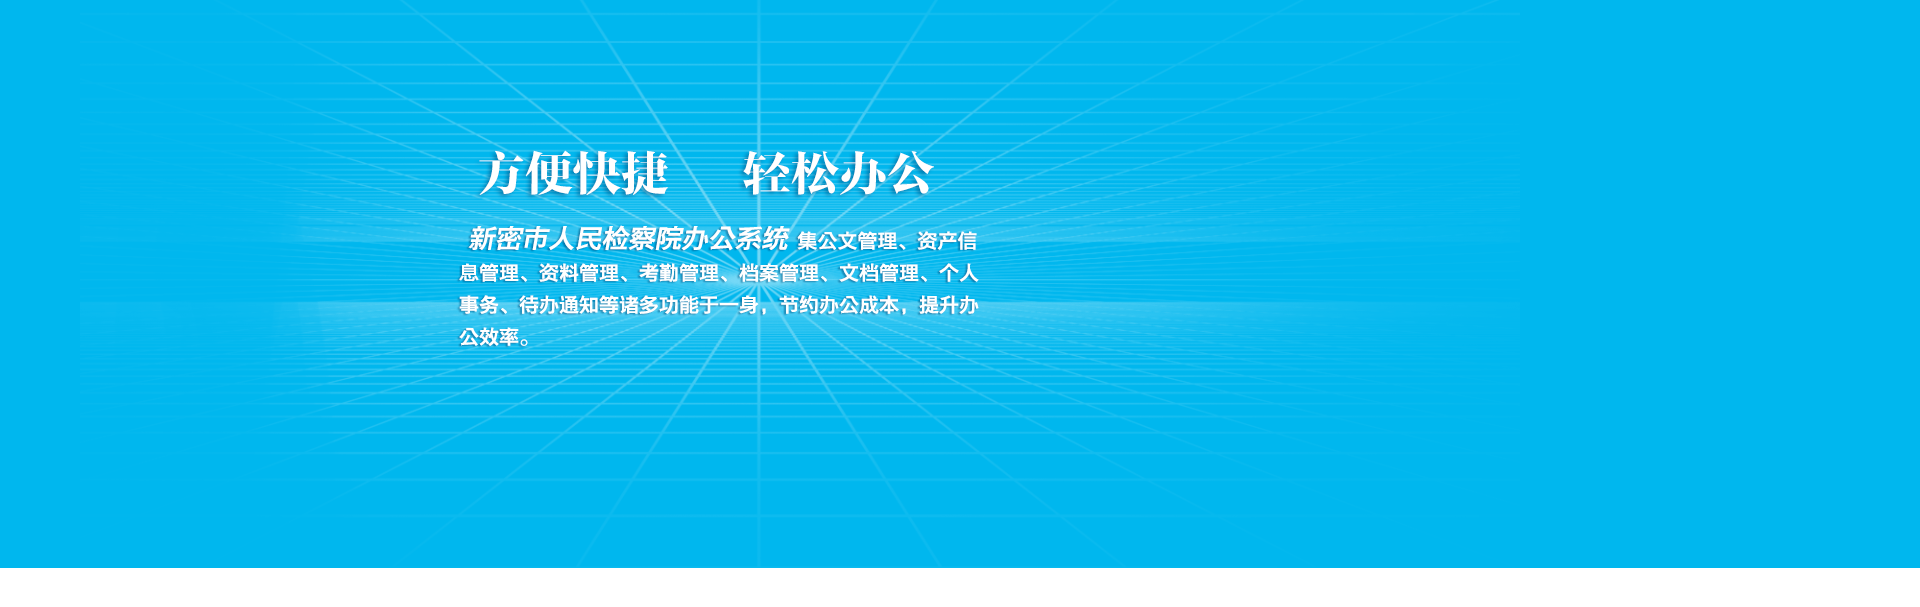 方便快捷 轻松办公
新密市人民检察院办公系统 集公文管理、资产信
息管理、资料管理、考勤管理、档案管理、文档管理、个人
事务、待办通知等诸多功能于一身，节约办公成本，提升办
公效率。